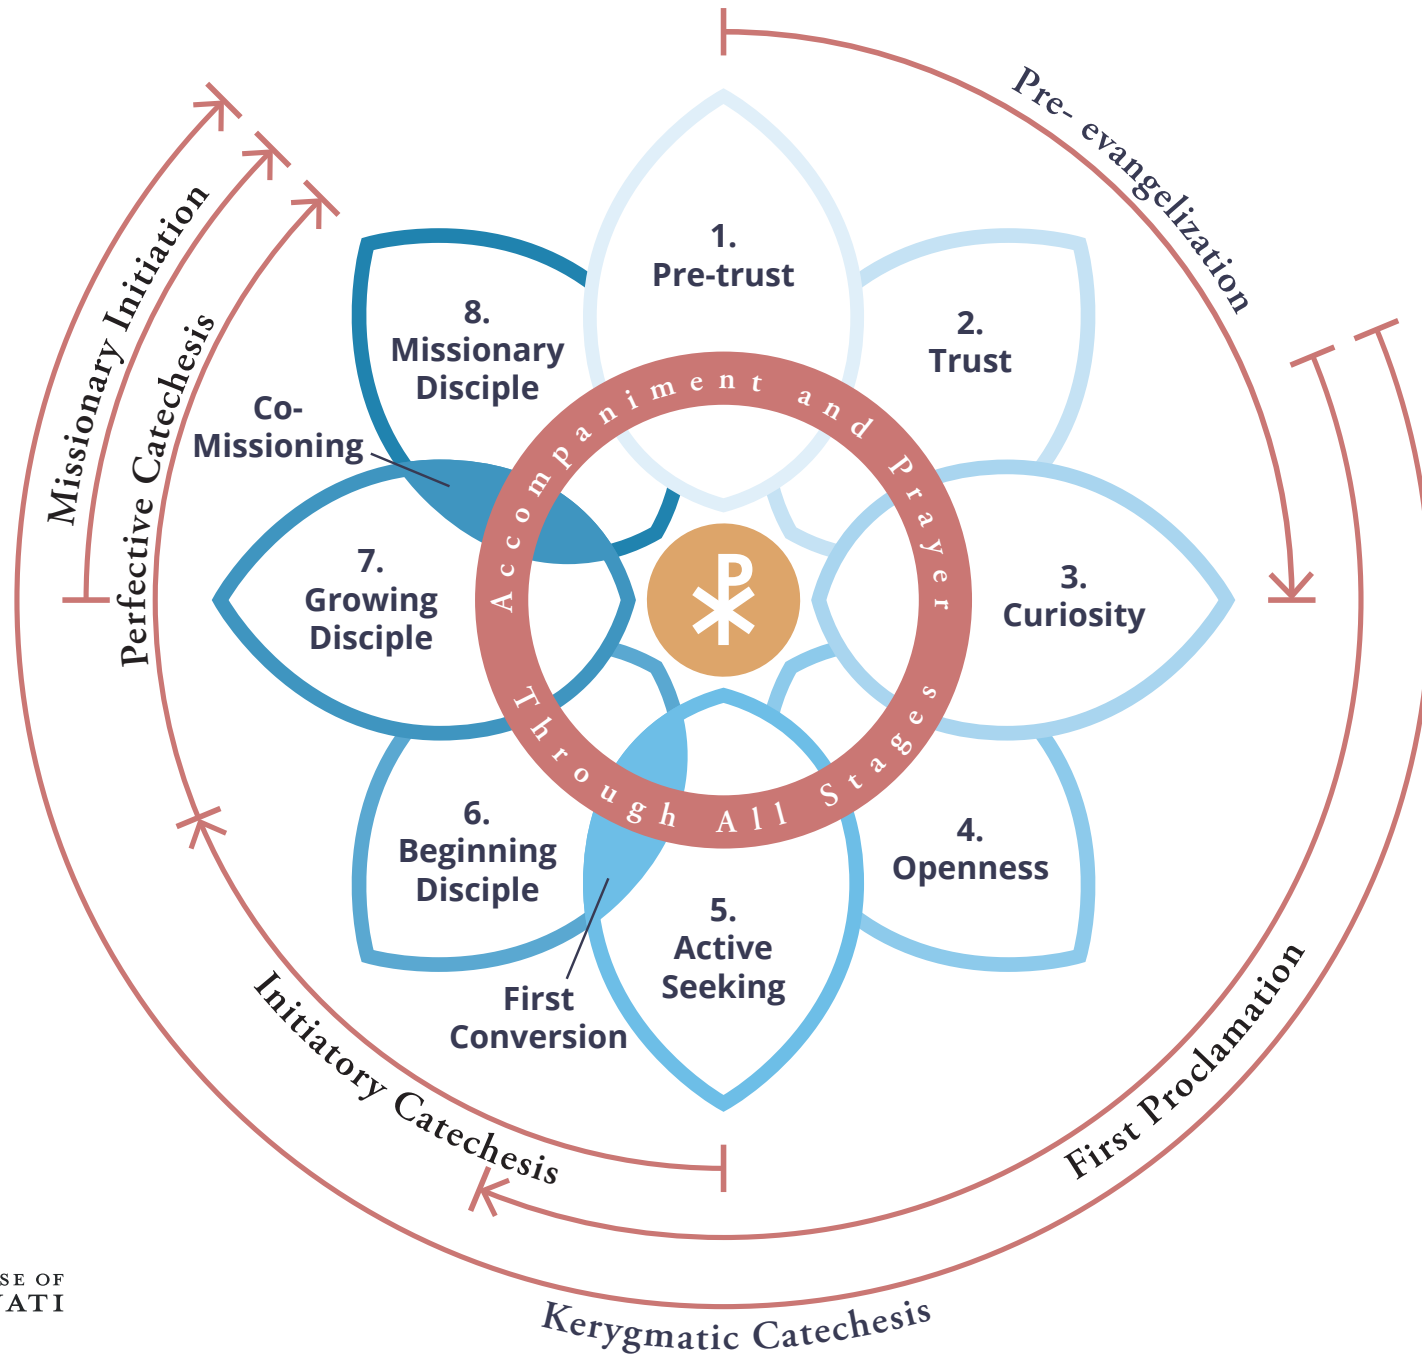 Pre- evangelization
1.
Pre-trust
2.
Trust
3.
Curiosity
4.
Openness
5.
Active
Seeking
6.
Beginning
Disciple
7.
Growing
Disciple
8.
Missionary
Disciple
Co-
Missioning
First
Conversion
Accompaniment and Prayer
Through All Stages
Missionary Initiation
Perfective Catechesis
Initiatory Catechesis
First Proclamation
Kerygmatic Catechesis
SE OF